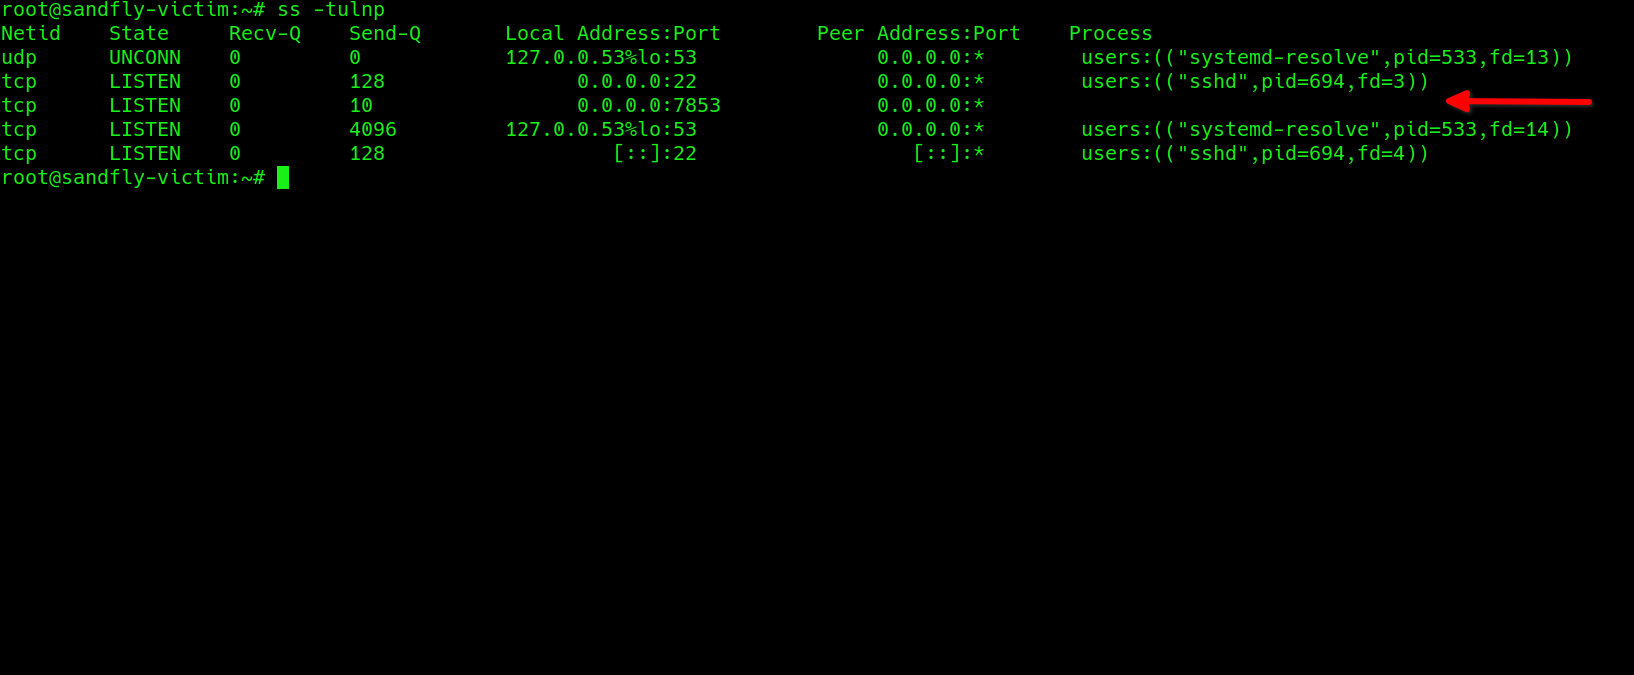 root@sandfly-victim:~# ss -tulnp
Netid State Recv-Q Send-Q Local Address:Port Peer Address:Port Process
udp UNCONN 0 0 127.0.0.53%lo:53 0.0.0.0:* users:(("systemd-resolve",pid=533,fd=13))
tcp LISTEN 0 128 0.0.0.0:22 0.0.0.0:* users:(("sshd",pid=694,fd=3))
tcp LISTEN 0 10 0.0.0.0:7853 0.0.0.0:*
tcp LISTEN 0 4096 127.0.0.53%lo:53 0.0.0.0:* users:(("systemd-resolve",pid=533,fd=14))
tcp LISTEN 0 128 [::]:22 [::]:* users:(("sshd",pid=694,fd=4))
root@sandfly-victim:~#